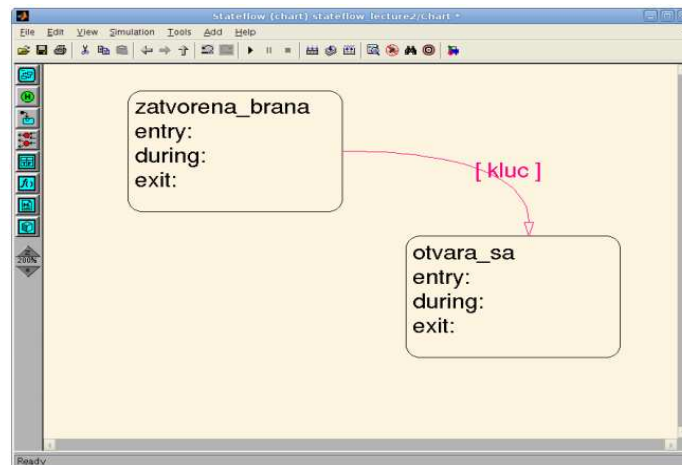 Stateflow (chart) stateflow_lecture2/Chart *
File Edit View Simulation Tools Add Help
zatvorena_brana
entry:
during:
exit:
[ kluc ]
otvara_sa
entry:
during:
exit:
200%
Ready